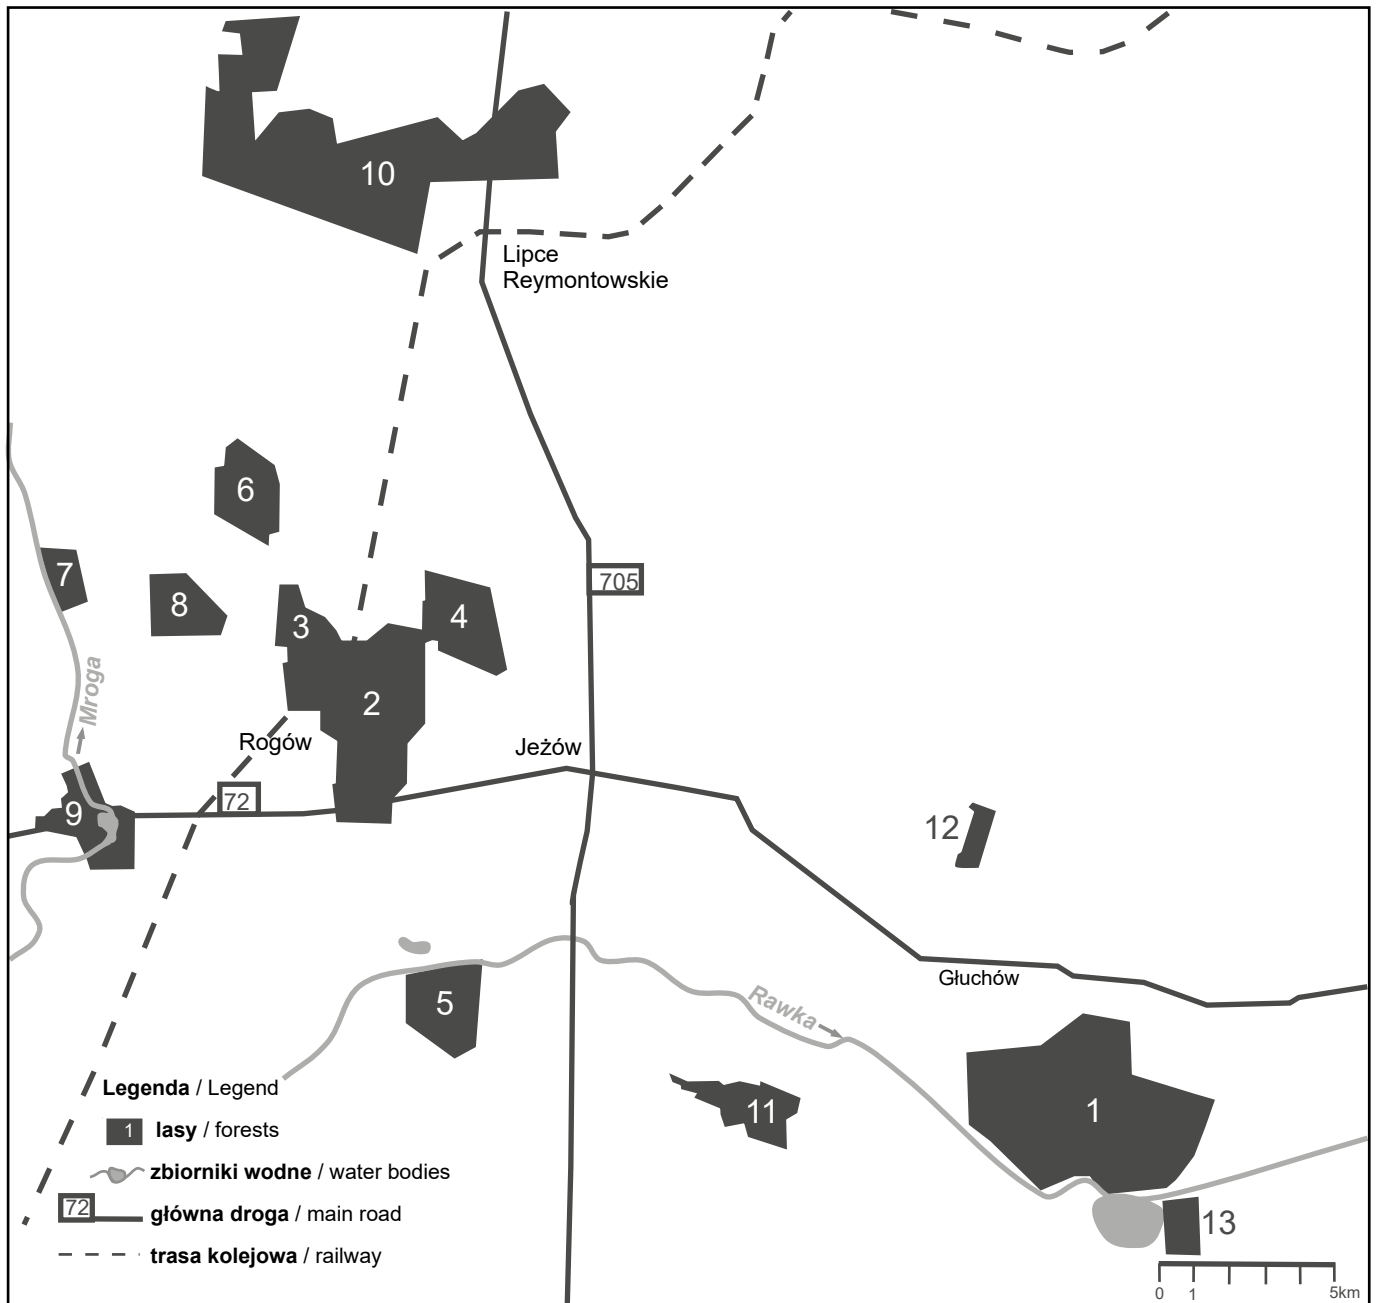 10
Lipce
Reymontowskie
6
7
8
3
4
705
2
Mroga
Rogów
Jeżów
72
9
12
Głuchów
5
Rawka
11
1
13
Legenda / Legend
1 lasy / forests
zbiorniki wodne / water bodies
72 główna droga / main road
trasa kolejowa / railway
0 1 5km